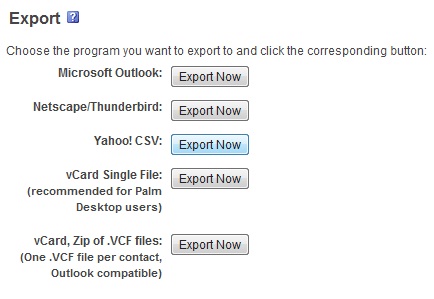 Export ?
Choose the program you want to export to and click the corresponding button:
Microsoft Outlook: Export Now
Netscape/Thunderbird: Export Now
Yahoo! CSV: Export Now
vCard Single File: Export Now
(recommended for Palm
Desktop users)
vCard, Zip of .VCF files: Export Now
(One .VCF file per contact,
Outlook compatible)